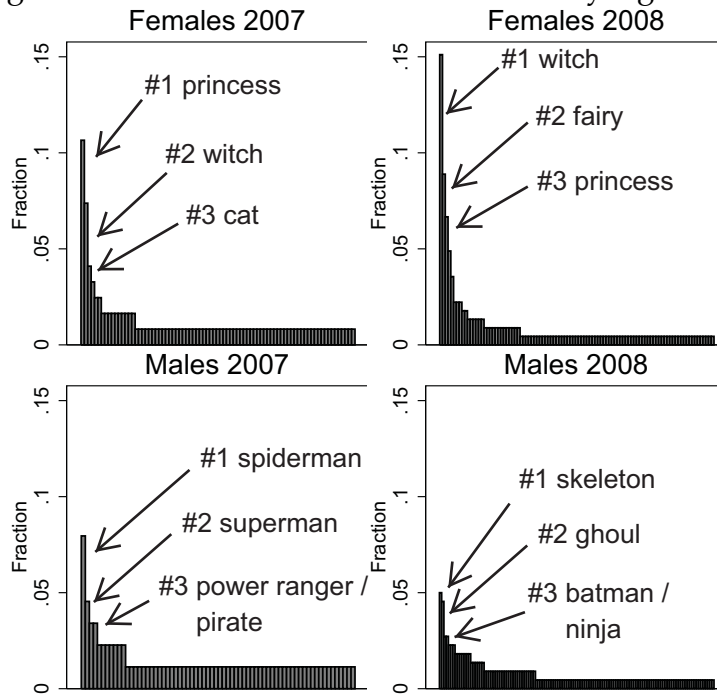 Females 2007
.15
.1
.05
0
Fraction
#1 princess
#2 witch
#3 cat
Females 2008
.15
.1
.05
0
Fraction
#1 witch
#2 fairy
#3 princess
Males 2007
.15
.1
.05
0
Fraction
#1 spiderman
#2 superman
#3 power ranger /
pirate
Males 2008
.15
.1
.05
0
Fraction
#1 skeleton
#2 ghoul
#3 batman /
ninja